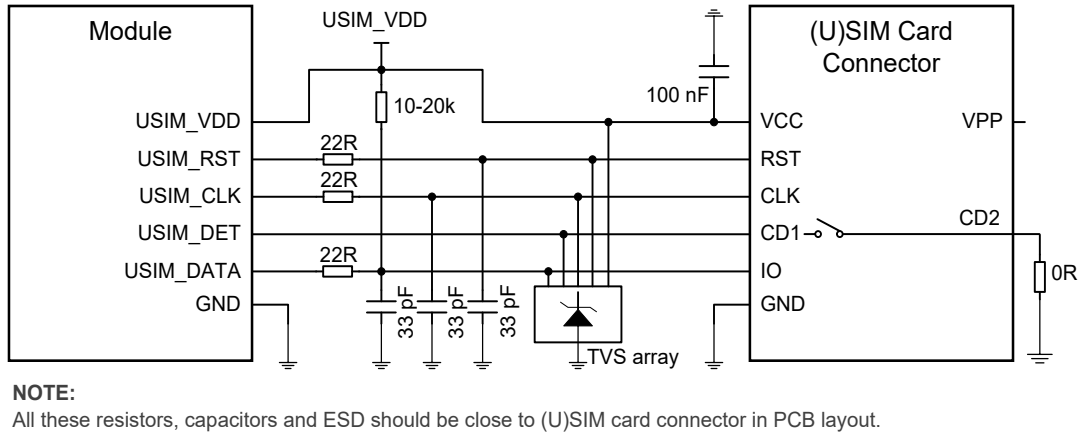 Module
USIM_VDD
(U)SIM Card
Connector
100 nF
10-20k
USIM_VDD
VCC
VPP
22R
USIM_RST
RST
22R
USIM_CLK
CLK
USIM_DET
CD1
CD2
22R
USIM_DATA
IO
0R
GND
33 pF
33 pF
33 pF
GND
TVS array
NOTE:
All these resistors, capacitors and ESD should be close to (U)SIM card connector in PCB layout.